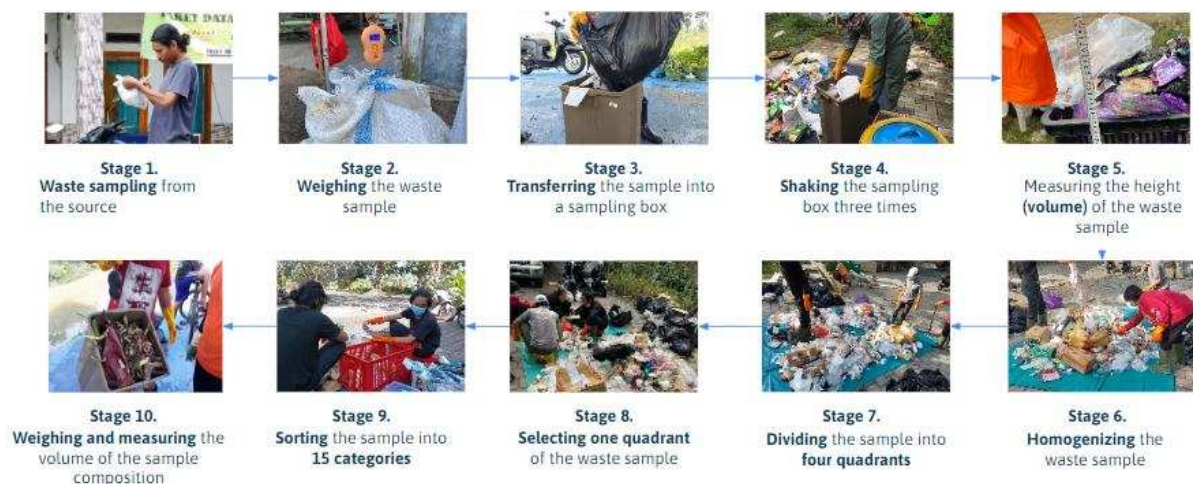 Stage 1.
Waste sampling from
the source
Stage 2.
Weighing the waste
sample
Stage 3.
Transferring the sample into
a sampling box
Stage 4.
Shaking the sampling
box three times
Stage 5.
Measuring the height
(volume) of the waste
sample
Stage 6.
Homogenizing the
waste sample
Stage 7.
Dividing the sample into
four quadrants
Stage 8.
Selecting one quadrant
of the waste sample
Stage 9.
Sorting the sample into
15 categories
Stage 10.
Weighing and measuring the
volume of the sample
composition